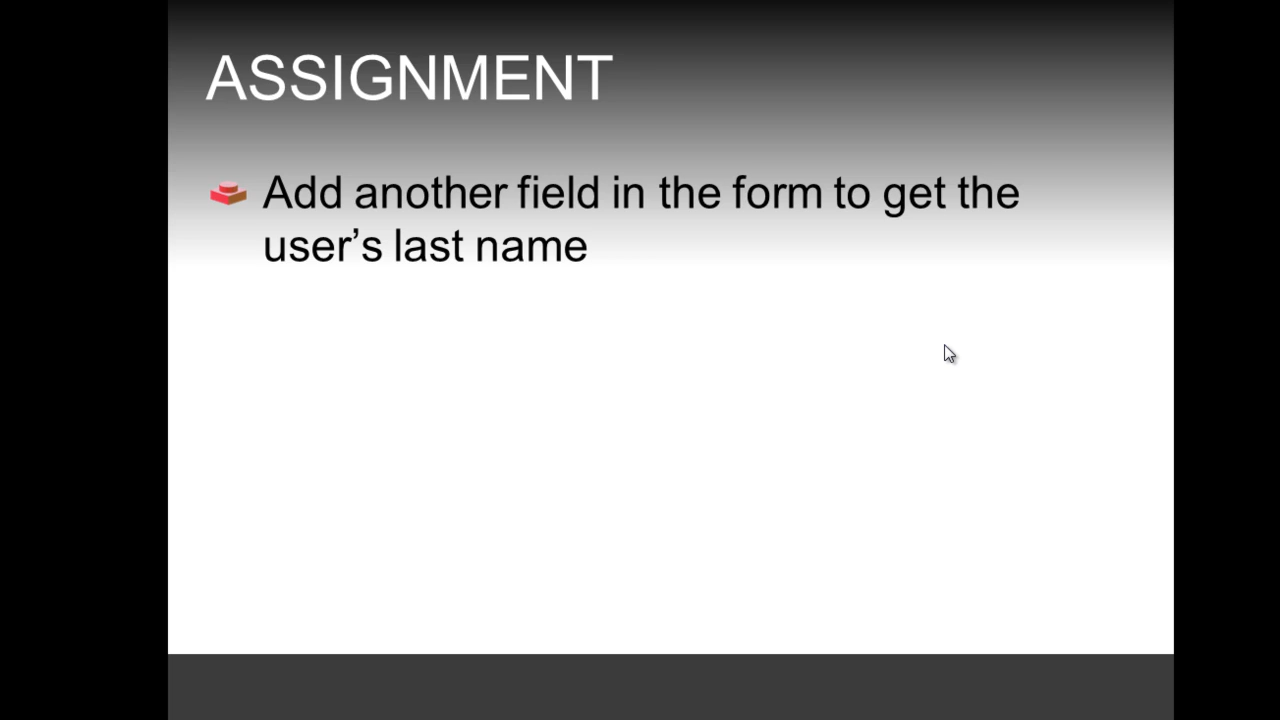 ASSIGNMENT
Add another field in the form to get the
user’s last name